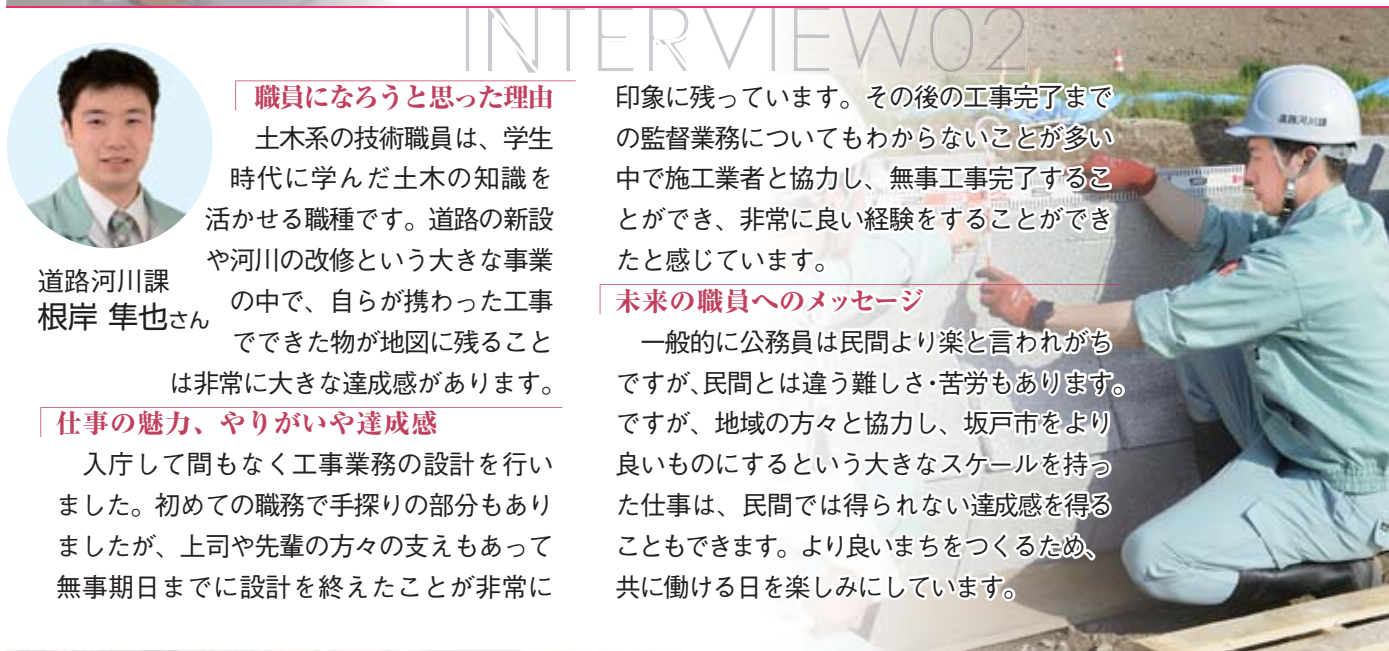 INTERVIEW02
道路河川課
根岸 隼也さん
職員になろうと思った理由
土木系の技術職員は、学生
時代に学んだ土木の知識を
活かせる職種です。道路の新設
や河川の改修という大きな事業
の中で、自らが携わった工事
でできた物が地図に残ること
は非常に大きな達成感があります。
仕事の魅力、やりがいや達成感
入庁して間もなく工事業務の設計を行い
ました。初めての職務で手探りの部分もあり
ましたが、上司や先輩の方々の支えもあって
無事期日までに設計を終えたことが非常に
印象に残っています。その後の工事完了まで
の監督業務についてもわからないことが多い
中で施工業者と協力し、無事工事完了するこ
とができ、非常に良い経験をすることができ
たと感じています。
未来の職員へのメッセージ
一般的に公務員は民間より楽と言われがち
ですが、民間とは違う難しさ・苦労もあります。
ですが、地域の方々と協力し、坂戸市をより
良いものにするという大きなスケールを持っ
た仕事は、民間では得られない達成感を得る
こともできます。より良いまちをつくるため、
共に働ける日を楽しみにしています。
道路河川課